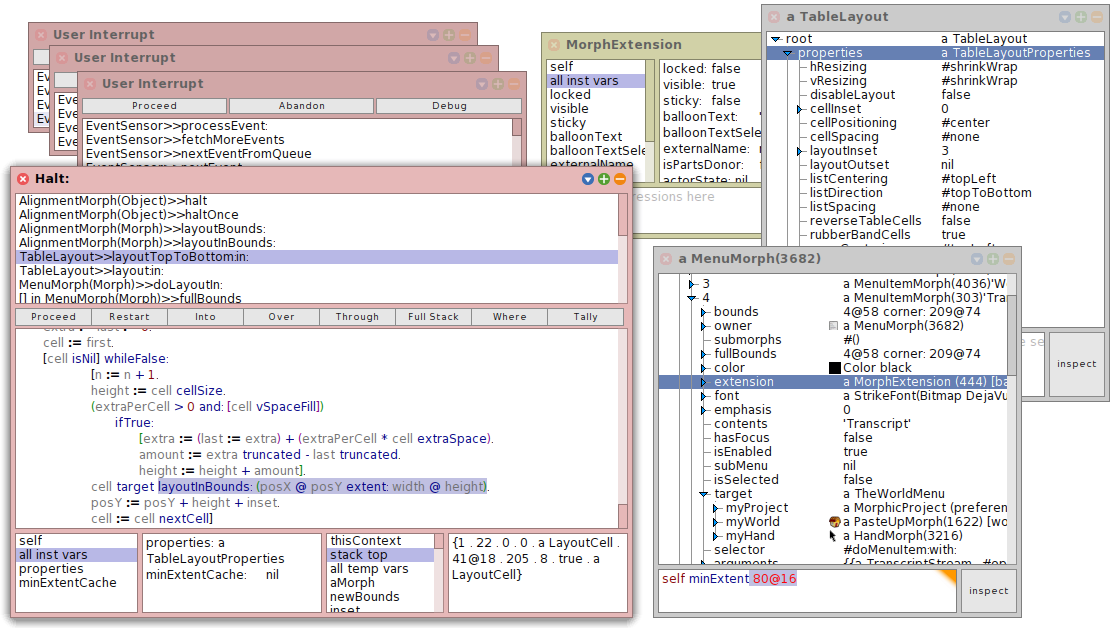 User Interrupt
Ev
Ev
Ev
Ev
User Interrupt
Eve
Eve
Eve
Eve
User Interrupt
Proceed Abandon Debug
EventSensor>>processEvent:
EventSensor>>fetchMoreEvents
EventSensor>>nextEventFromQueue
Halt:
AlignmentMorph(Object)>>halt
AlignmentMorph(Object)>>haltOnce
AlignmentMorph(Morph)>>layoutBounds:
AlignmentMorph(Morph)>>layoutInBounds:
TableLayout>>layoutTopToBottom:in:
TableLayout>>layout:in:
MenuMorph(Morph)>>doLayoutIn:
[] in MenuMorph(Morph)>>fullBounds
Proceed Restart Into Over Through Full Stack Where Tally
cell := first.
[cell isNil] whileFalse:
[n := n + 1.
height := cell cellSize.
(extraPerCell > 0 and: [cell vSpaceFill])
ifTrue:
[extra := (last := extra) + (extraPerCell * cell extraSpace).
amount := extra truncated - last truncated.
height := height + amount].
cell target layoutInBounds: (posX @ posY extent: width @ height).
posY := posY + height + inset.
cell := cell nextCell]
self
all inst vars
properties
minExtentCache
properties: a
TableLayoutProperties
minExtentCache: nil
thisContext
stack top
all temp vars
aMorph
newBounds
inset
{1 . 22 . 0 . 0 . a LayoutCell .
41@18 . 205 . 8 . true . a
LayoutCell}
MorphExtension
self
all inst vars
locked
visible
sticky
balloonText
balloonTextSele
externalName
locked: false
visible: true
sticky: false
balloonText: '
balloonTextSele
externalName:
isPartsDonor:
actorState: nil
ressions here
a TableLayout
root a TableLayout
properties a TableLayoutProperties
hResizing #shrinkWrap
vResizing #shrinkWrap
disableLayout false
cellInset 0
cellPositioning #center
cellSpacing #none
layoutInset 3
layoutOutset nil
listCentering #topLeft
listDirection #topToBottom
listSpacing #none
reverseTableCells false
rubberBandCells true
e se
inspect
a MenuMorph(3682)
3 a MenuItemMorph(4036)'W
4 a MenuItemMorph(303)'Tra
bounds 4@58 corner: 209@74
owner a MenuMorph(3682)
submorphs #()
fullBounds 4@58 corner: 209@74
color Color black
extension a MorphExtension (444) [ba
font a StrikeFont(Bitmap DejaVu
emphasis 0
contents 'Transcript'
hasFocus false
isEnabled true
subMenu nil
isSelected false
target a TheWorldMenu
myProject a MorphicProject (preferen
myWorld a PasteUpMorph(1622) [wo
myHand a HandMorph(3216)
selector #doMenuItem:with:
arguments {{a TranscriptStream . #op
self minExtent 80@16
inspect